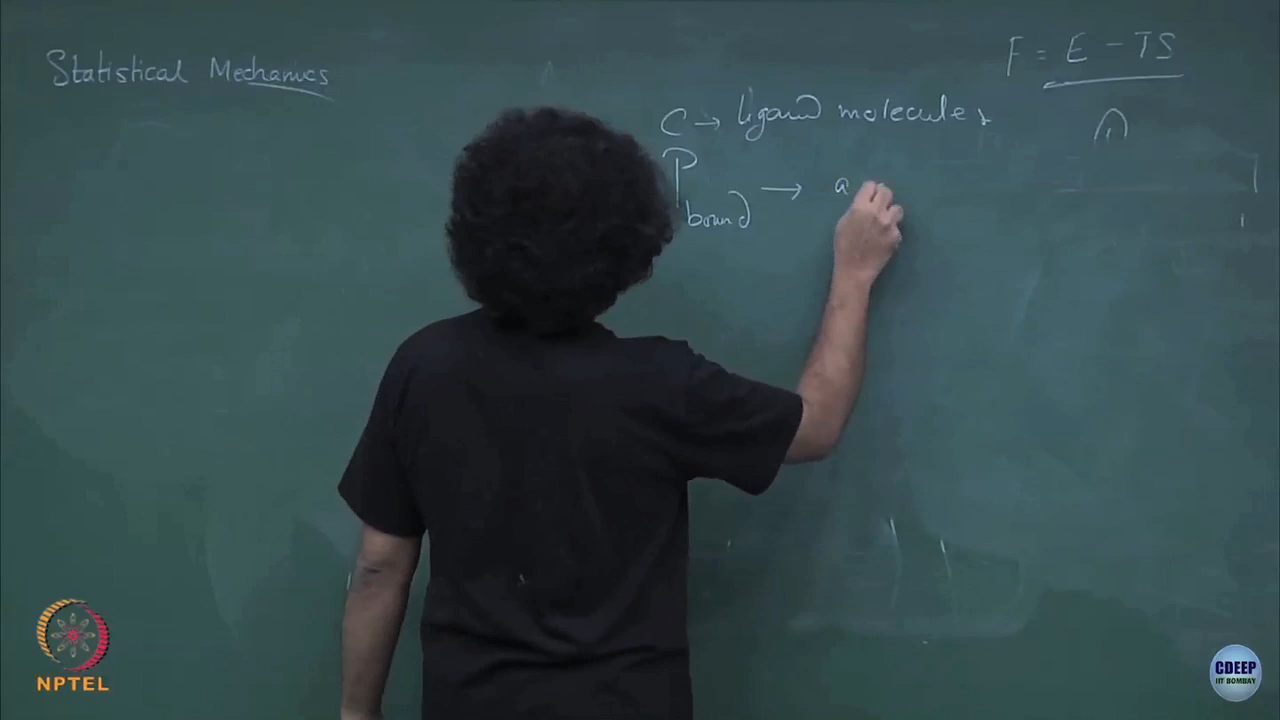 Statistical Mechanics
F = E - TS
C → ligand molecules
P bound → a
NPTEL
CDEEP
IIT BOMBAY